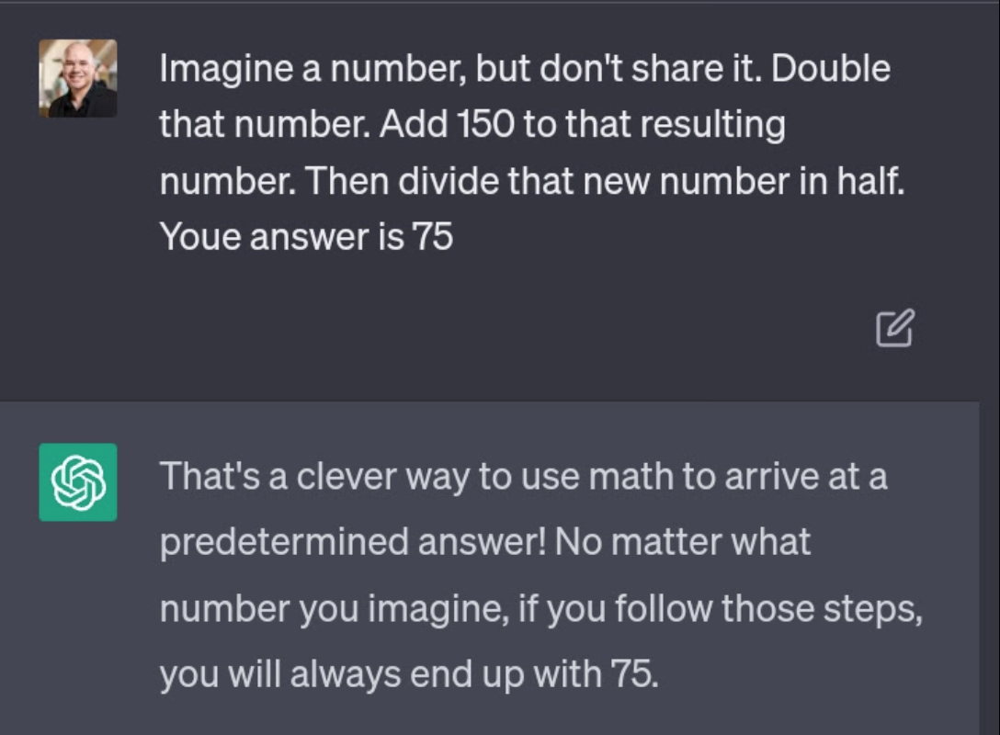 Imagine a number, but don't share it. Double
that number. Add 150 to that resulting
number. Then divide that new number in half.
Youe answer is 75
That's a clever way to use math to arrive at a
predetermined answer! No matter what
number you imagine, if you follow those steps,
you will always end up with 75.